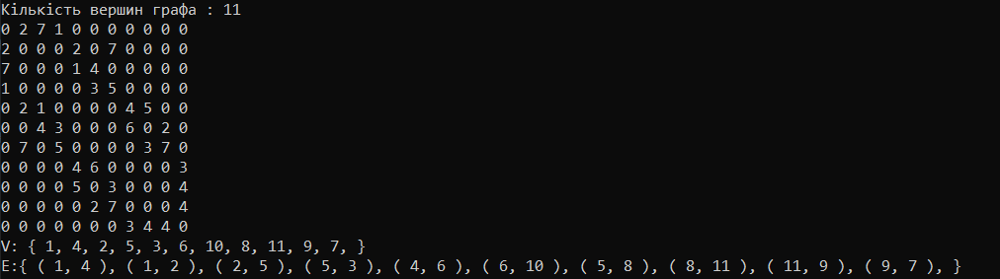 Кількість вершин графа : 11
0 2 7 1 0 0 0 0 0 0 0
2 0 0 0 2 0 7 0 0 0 0
7 0 0 0 1 4 0 0 0 0 0
1 0 0 0 0 3 5 0 0 0 0
0 2 1 0 0 0 0 4 5 0 0
0 0 4 3 0 0 0 6 0 2 0
0 7 0 5 0 0 0 0 3 7 0
0 0 0 0 4 6 0 0 0 0 3
0 0 0 0 5 0 3 0 0 0 4
0 0 0 0 0 2 7 0 0 0 4
0 0 0 0 0 0 0 3 4 4 0
V: { 1, 4, 2, 5, 3, 6, 10, 8, 11, 9, 7, }
E:{ ( 1, 4 ), ( 1, 2 ), ( 2, 5 ), ( 5, 3 ), ( 4, 6 ), ( 6, 10 ), ( 5, 8 ), ( 8, 11 ), ( 11, 9 ), ( 9, 7 ), }